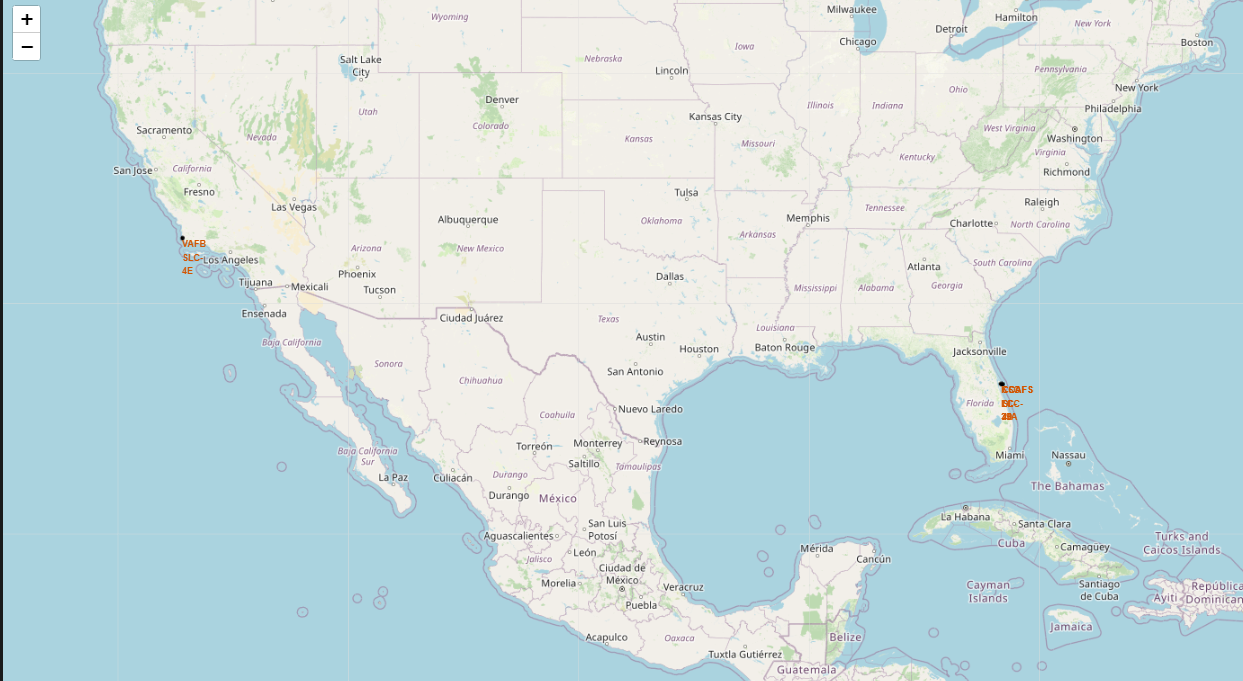 +
−
Wyoming
Milwaukee
Hamilton
New York
Detroit
Chicago
Boston
Iowa
Nebraska
Salt Lake
City
Lincoln
Pennsylvania
New York
Denver
Utah
Colorado
Illinois
Indiana
Ohio
Philadelphia
Kansas City
Sacramento
Nevada
Kansas
Missouri
West Virginia
Washington
Virginia
Kentucky
San Jose
California
Richmond
Fresno
Tulsa
Las Vegas
Raleigh
Tennessee
Albuquerque
Oklahoma
Memphis
Charlotte
North Carolina
Arkansas
VAFB
SLC-
4E
Los Angeles
Arizona
New Mexico
South Carolina
Atlanta
Phoenix
Dallas
Tijuana
Mexicali
Tucson
Mississippi
Alabama
Georgia
Ensenada
Ciudad Juárez
Texas
Louisiana
Austin
Houston
Baton Rouge
Baja California
Jacksonville
Sonora
San Antonio
Chihuahua
Florida
Coahuila
Nuevo Laredo
Torreón
Monterrey
Reynosa
Saltillo
Tamaulipas
Baja California
Sur
Miami
Nassau
La Paz
Culiacán
Durango
Durango
México
The Bahamas
San Luis
Potosí
La Habana
Santa Clara
Aguascalientes
Cuba
Camagüey
Turks and
Caicos Islands
León
Jalisco
Mérida
Cancún
Ciudad de
México
Morelia
Veracruz
Cayman
Islands
Santiago
de Cuba
Puebla
Ayiti
República
Dominican
Acapulco
Oaxaca
Belize
Jamaica
Tuxtla Gutiérrez
Guatemala